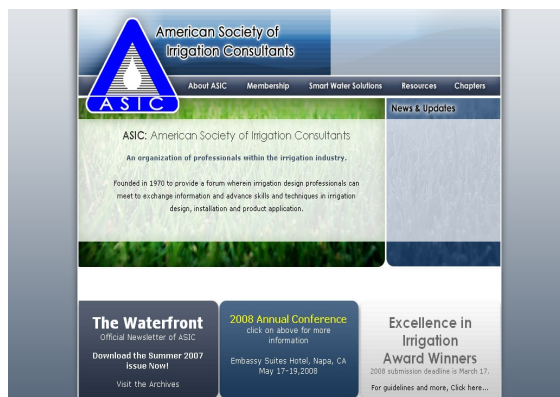 American Society of
Irrigation Consultants
ASIC
About ASIC Membership Smart Water Solutions Resources Chapters
News & Updates
ASIC: American Society of Irrigation Consultants
An organization of professionals within the irrigation industry.
Founded in 1970 to provide a forum wherein irrigation design professionals can
meet to exchange information and advance skills and techniques in irrigation
design, installation and product application.
The Waterfront
Official Newsletter of ASIC
Download the Summer 2007
issue Now!
Visit the Archives
2008 Annual Conference
click on above for more
information
Embassy Suites Hotel, Napa, CA
May 17-19,2008
Excellence in
Irrigation
Award Winners
2008 submission deadline is March 17.
For guidelines and more, Click here...